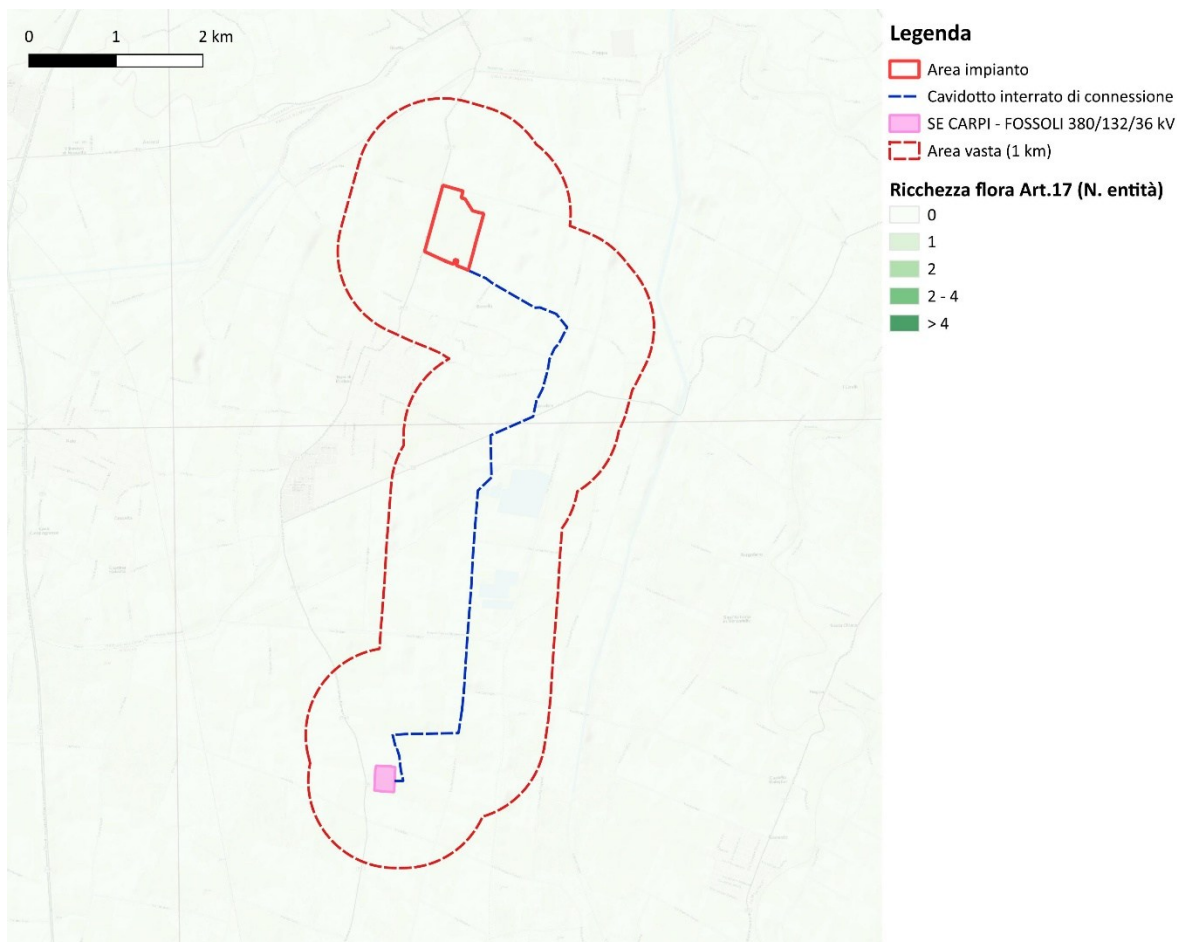 0 1 2 km
Legenda
Area impianto
Cavidotto interrato di connessione
SE CARPI - FOSSOLI 380/132/36 kV
Area vasta (1 km)
Ricchezza flora Art.17 (N. entità)
0
1
2
2 - 4
> 4